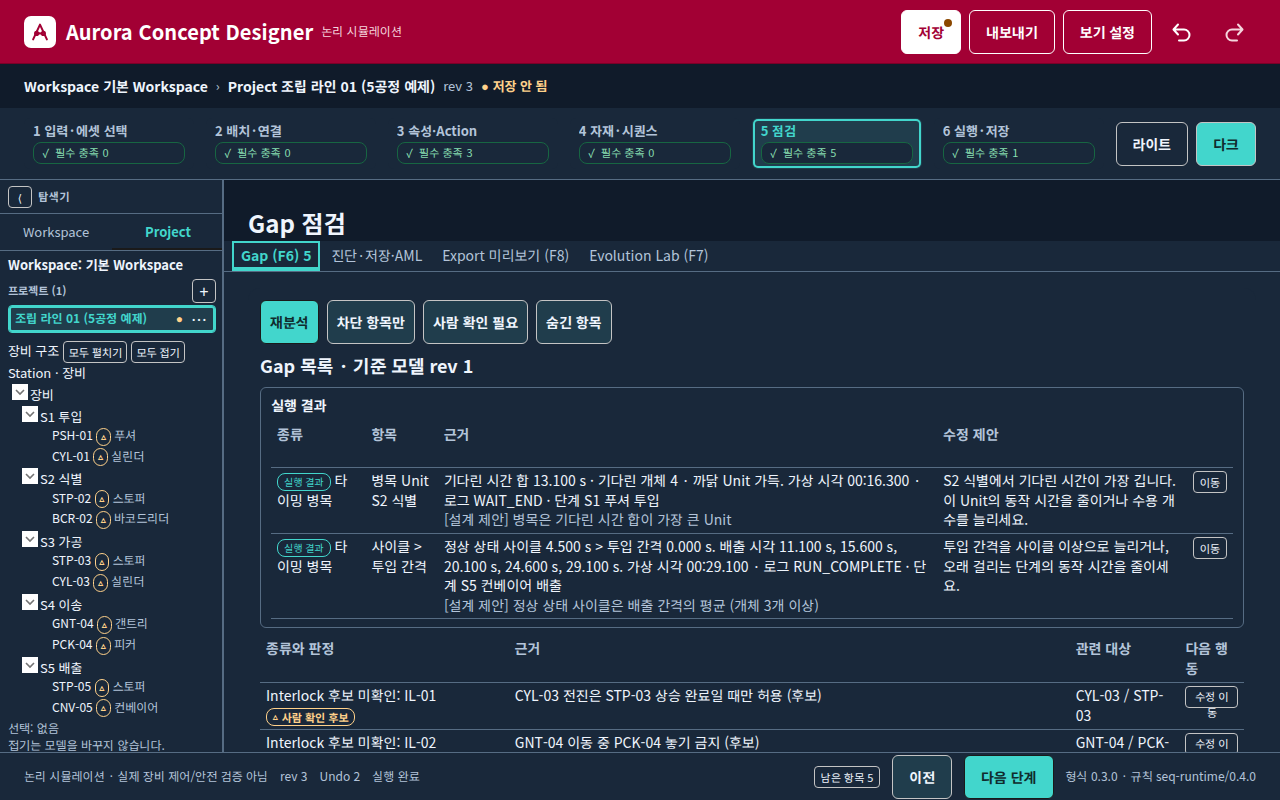 Aurora Concept Designer 논리 시뮬레이션
저장 내보내기 보기 설정
Workspace 기본 Workspace › Project 조립 라인 01 (5공정 예제) rev 3 ● 저장 안 됨
1 입력·에셋 선택
✓ 필수 충족 0
2 배치·연결
✓ 필수 충족 0
3 속성·Action
✓ 필수 충족 3
4 자재·시퀀스
✓ 필수 충족 0
5 점검
✓ 필수 충족 5
6 실행·저장
✓ 필수 충족 1
라이트 다크
⟨ 탐색기
Workspace Project
Workspace: 기본 Workspace
프로젝트 (1) +
조립 라인 01 (5공정 예제) ● ···
장비 구조 모두 펼치기 모두 접기
Station · 장비
장비
S1 투입
PSH-01 △ 푸셔
CYL-01 △ 실린더
S2 식별
STP-02 △ 스토퍼
BCR-02 △ 바코드리더
S3 가공
STP-03 △ 스토퍼
CYL-03 △ 실린더
S4 이송
GNT-04 △ 갠트리
PCK-04 △ 피커
S5 배출
STP-05 △ 스토퍼
CNV-05 △ 컨베이어
선택: 없음
접기는 모델을 바꾸지 않습니다.
Gap 점검
Gap (F6) 5 진단·저장·AML Export 미리보기 (F8) Evolution Lab (F7)
재분석 차단 항목만 사람 확인 필요 숨긴 항목
Gap 목록 · 기준 모델 rev 1
실행 결과
종류 항목 근거 수정 제안
실행 결과 타
이밍 병목
병목 Unit
S2 식별
기다린 시간 합 13.100 s · 기다린 개체 4 · 까닭 Unit 가득. 가상 시각 00:16.300 ·
로그 WAIT_END · 단계 S1 푸셔 투입
[설계 제안] 병목은 기다린 시간 합이 가장 큰 Unit
S2 식별에서 기다린 시간이 가장 깁니다.
이 Unit의 동작 시간을 줄이거나 수용 개
수를 늘리세요.
이동
실행 결과 타
이밍 병목
사이클 >
투입 간격
정상 상태 사이클 4.500 s > 투입 간격 0.000 s. 배출 시각 11.100 s, 15.600 s,
20.100 s, 24.600 s, 29.100 s. 가상 시각 00:29.100 · 로그 RUN_COMPLETE · 단
계 S5 컨베이어 배출
[설계 제안] 정상 상태 사이클은 배출 간격의 평균 (개체 3개 이상)
투입 간격을 사이클 이상으로 늘리거나,
오래 걸리는 단계의 동작 시간을 줄이세
요.
이동
종류와 판정 근거 관련 대상 다음 행
동
Interlock 후보 미확인: IL-01
△ 사람 확인 후보
CYL-03 전진은 STP-03 상승 완료일 때만 허용 (후보)
CYL-03 / STP-
03
수정 이
동
Interlock 후보 미확인: IL-02 GNT-04 이동 중 PCK-04 놓기 금지 (후보) GNT-04 / PCK- 수정 이
논리 시뮬레이션 · 실제 장비 제어/안전 검증 아님 rev 3 Undo 2 실행 완료
남은 항목 5 이전 다음 단계 형식 0.3.0 · 규칙 seq-runtime/0.4.0